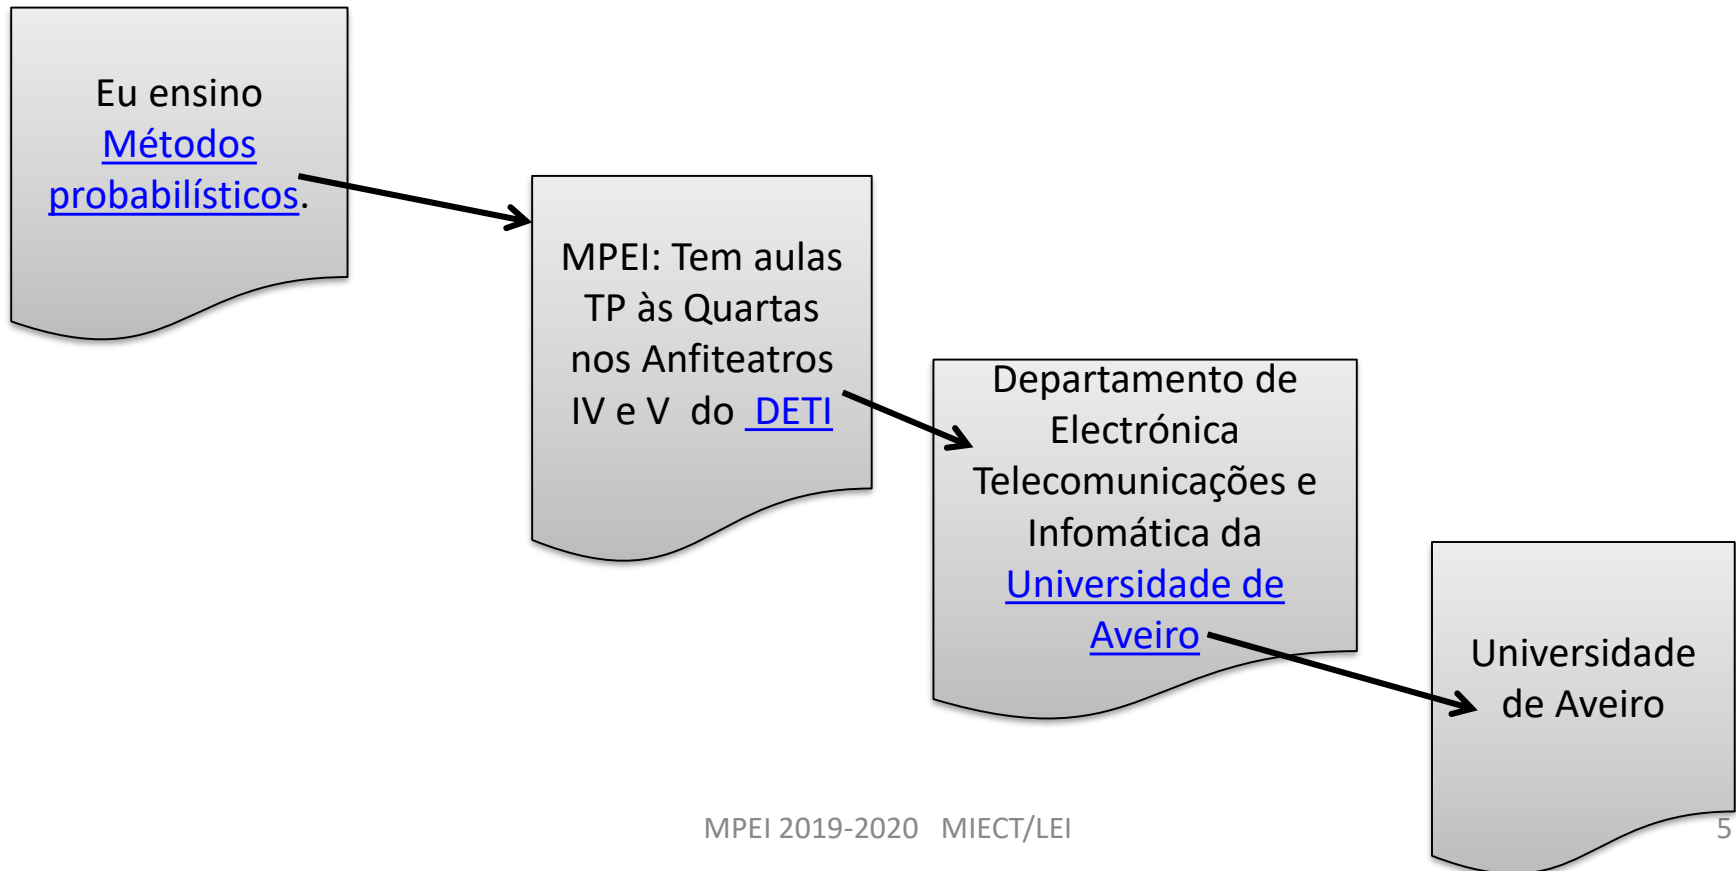 Eu ensino
Métodos
probabilísticos.
MPEI: Tem aulas
TP às Quartas
nos Anfiteatros
IV e V do DETI
Departamento de
Electrónica
Telecomunicações e
Infomática da
Universidade de
Aveiro
Universidade
de Aveiro
MPEI 2019-2020 MIECT/LEI
5